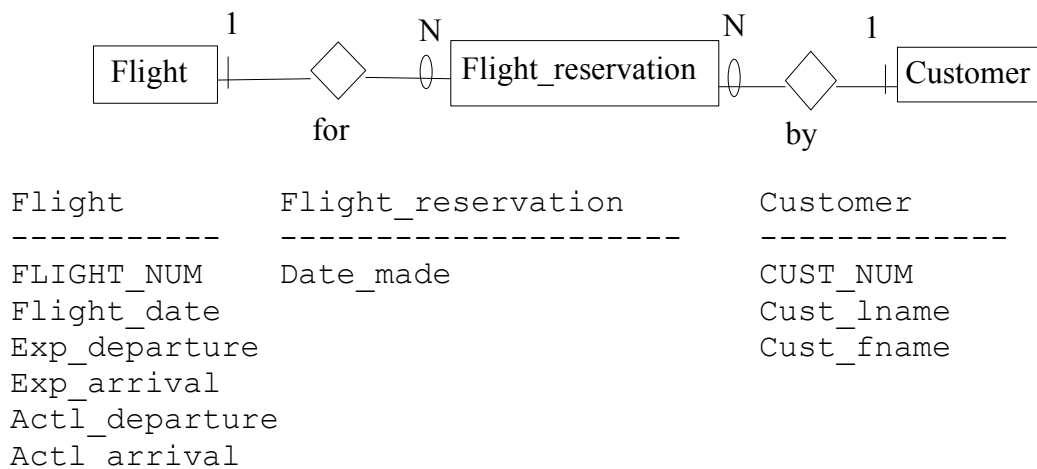 1 N N 1
Flight Flight_reservation Customer
for by
Flight Flight_reservation Customer
----------- --------------------- -------------
FLIGHT_NUM Date_made CUST_NUM
Flight_date Cust_lname
Exp_departure Cust_fname
Exp_arrival
Actl_departure
Actl_arrival